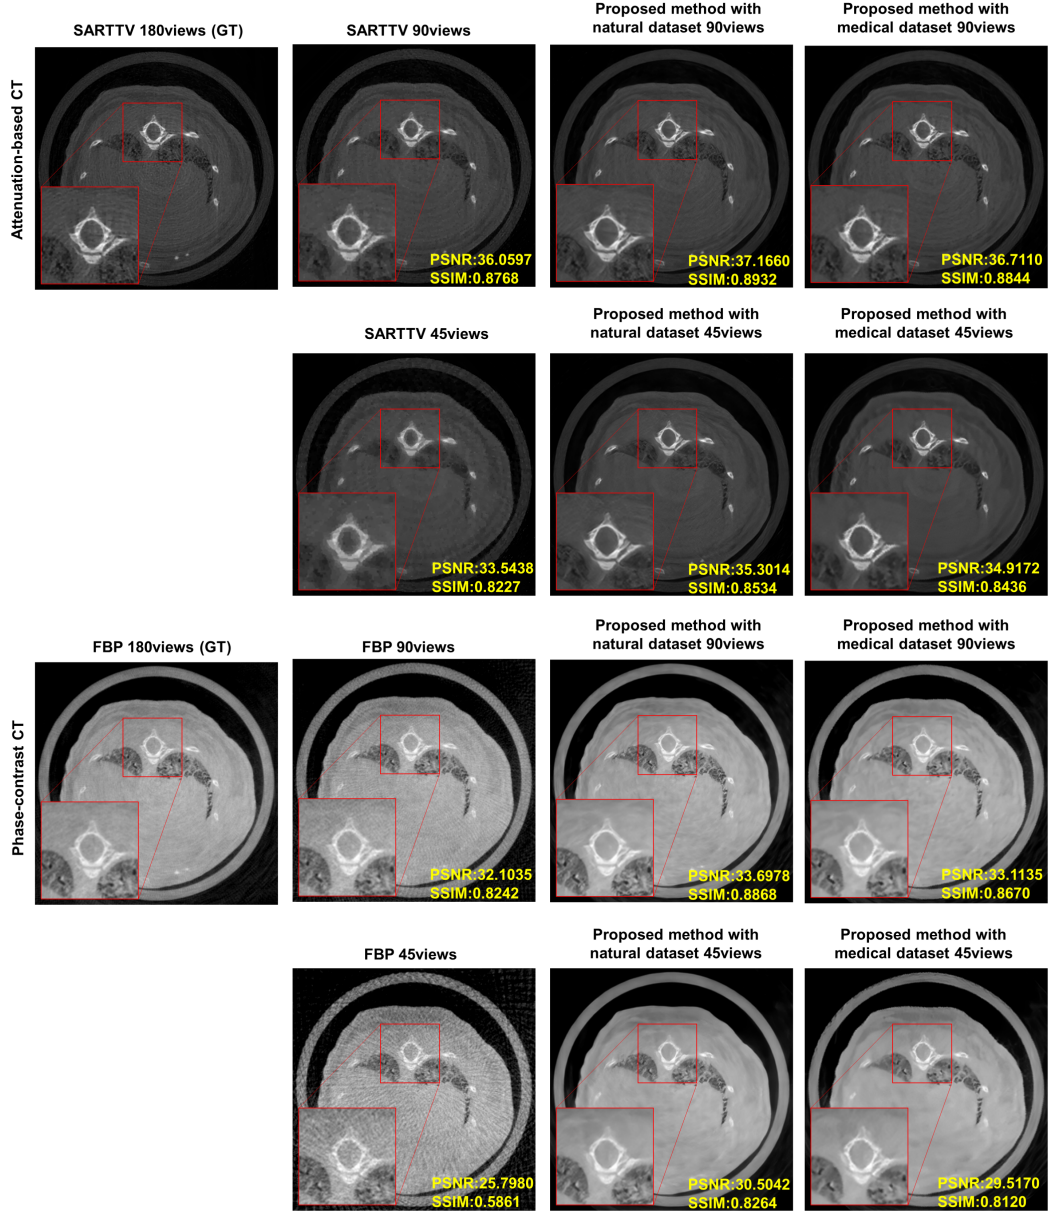 SARTTV 180views (GT)
SARTTV 90views
Proposed method with
natural dataset 90views
Proposed method with
medical dataset 90views
Attenuation-based CT
PSNR:36.0597
SSIM:0.8768
PSNR:37.1660
SSIM:0.8932
PSNR:36.7110
SSIM:0.8844
SARTTV 45views
Proposed method with
natural dataset 45views
Proposed method with
medical dataset 45views
PSNR:33.5438
SSIM:0.8227
PSNR:35.3014
SSIM:0.8534
PSNR:34.9172
SSIM:0.8436
FBP 180views (GT)
FBP 90views
Proposed method with
natural dataset 90views
Proposed method with
medical dataset 90views
Phase-contrast CT
PSNR:32.1035
SSIM:0.8242
PSNR:33.6978
SSIM:0.8868
PSNR:33.1135
SSIM:0.8670
FBP 45views
Proposed method with
natural dataset 45views
Proposed method with
medical dataset 45views
PSNR:25.7980
SSIM:0.5861
PSNR:30.5042
SSIM:0.8264
PSNR:29.5170
SSIM:0.8120